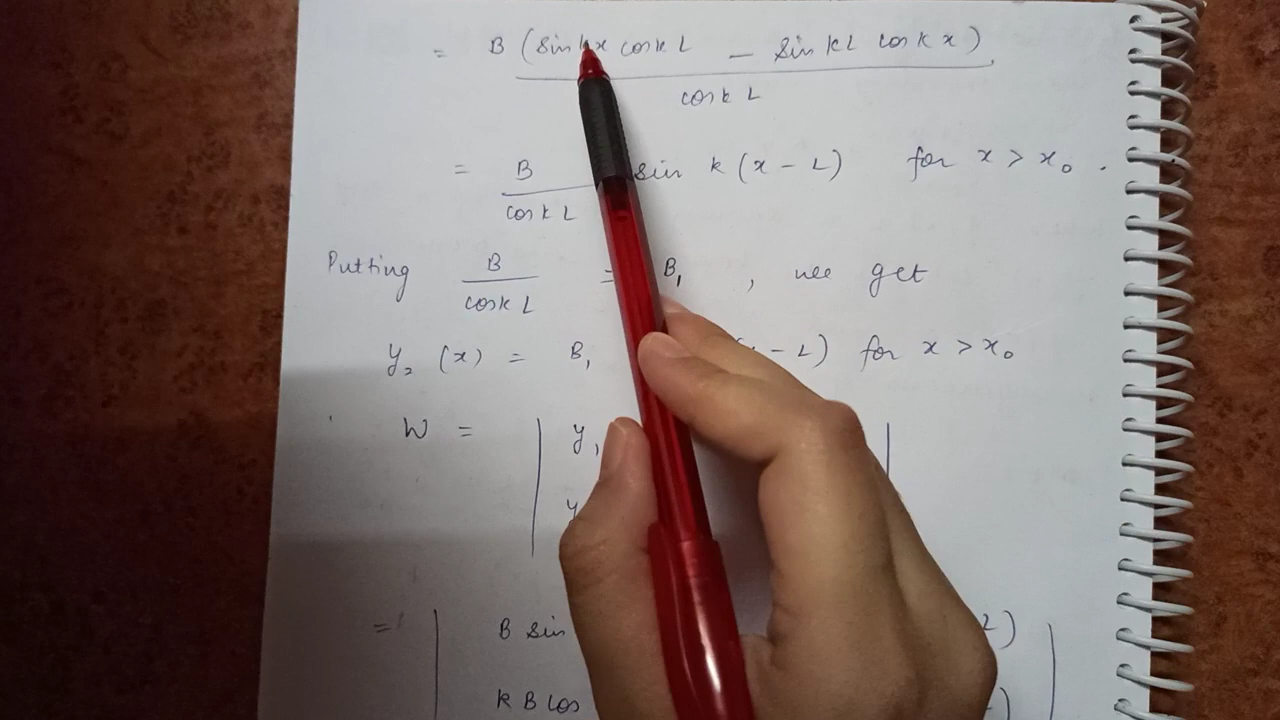 = B (sin kx cos kL - sin kL cos kx)
cos kL
= B sin k (x - L) for x > x₀.
cos kL
Putting B = B₁, we get
cos kL
y₂ (x) = B₁ - L) for x > x₀
W = y₁
y
= B sin L)
k B cos )